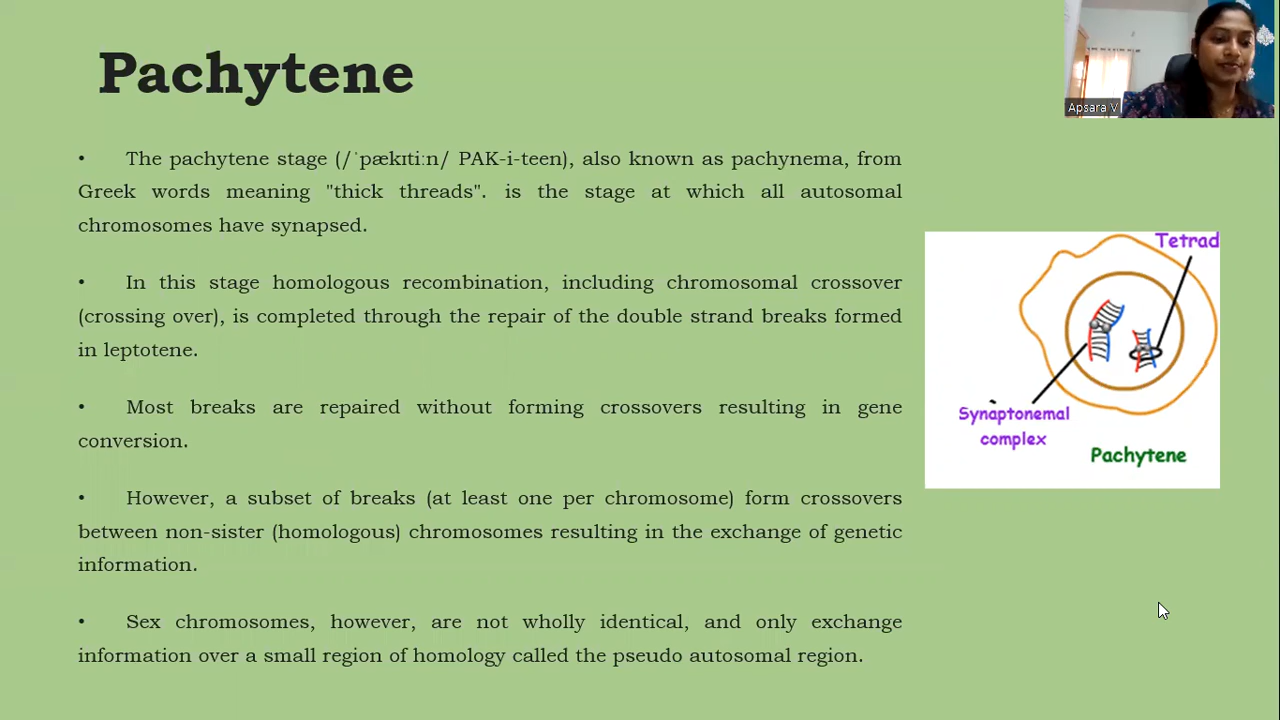 Pachytene
Apsara V
• The pachytene stage (/ˈpækɪtiːn/ PAK-i-teen), also known as pachynema, from
Greek words meaning "thick threads". is the stage at which all autosomal
chromosomes have synapsed.
• In this stage homologous recombination, including chromosomal crossover
(crossing over), is completed through the repair of the double strand breaks formed
in leptotene.
• Most breaks are repaired without forming crossovers resulting in gene
conversion.
• However, a subset of breaks (at least one per chromosome) form crossovers
between non-sister (homologous) chromosomes resulting in the exchange of genetic
information.
• Sex chromosomes, however, are not wholly identical, and only exchange
information over a small region of homology called the pseudo autosomal region.
Tetrad
Synaptonemal
complex
Pachytene